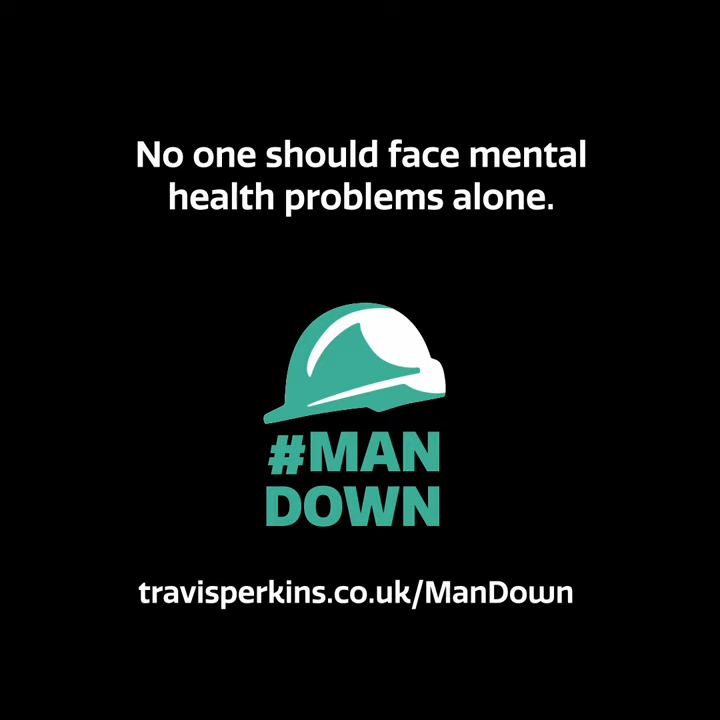 No one should face mental
health problems alone.
#MAN
DOWN
travisperkins.co.uk/ManDown